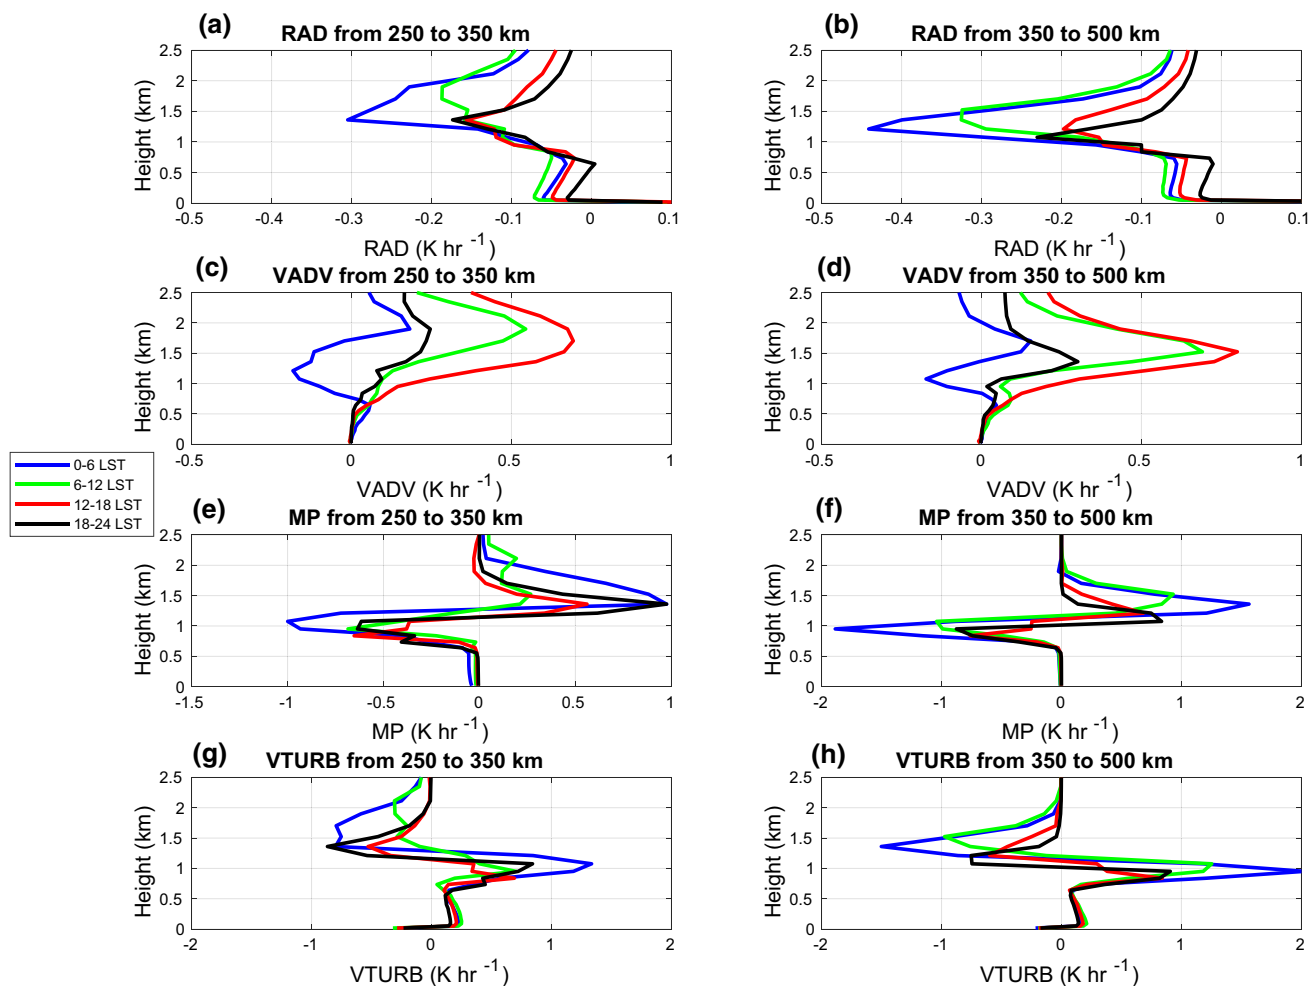 (a) RAD from 250 to 350 km
2.5
2
1.5
1
0.5
0
Height (km)
-0.5 -0.4 -0.3 -0.2 -0.1 0 0.1
RAD (K hr -1)
(b) RAD from 350 to 500 km
2.5
2
1.5
1
0.5
0
Height (km)
-0.5 -0.4 -0.3 -0.2 -0.1 0 0.1
RAD (K hr -1)
(c) VADV from 250 to 350 km
2.5
2
1.5
1
0.5
0
Height (km)
-0.5 0 0.5 1
VADV (K hr -1)
(d) VADV from 350 to 500 km
2.5
2
1.5
1
0.5
0
Height (km)
-0.5 0 0.5 1
VADV (K hr -1)
0-6 LST
6-12 LST
12-18 LST
18-24 LST
(e) MP from 250 to 350 km
2.5
2
1.5
1
0.5
0
Height (km)
-1.5 -1 -0.5 0 0.5 1
MP (K hr -1)
(f) MP from 350 to 500 km
2.5
2
1.5
1
0.5
0
Height (km)
-2 -1 0 1 2
MP (K hr -1)
(g) VTURB from 250 to 350 km
2.5
2
1.5
1
0.5
0
Height (km)
-2 -1 0 1 2
VTURB (K hr -1)
(h) VTURB from 350 to 500 km
2.5
2
1.5
1
0.5
0
Height (km)
-2 -1 0 1 2
VTURB (K hr -1)